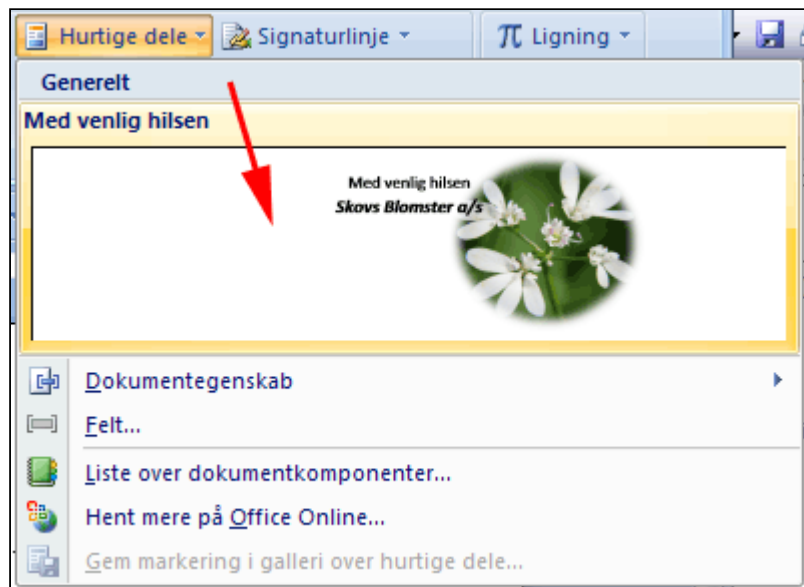 Hurtige dele Signaturlinje π Ligning
Generelt
Med venlig hilsen
Med venlig hilsen
Skovs Blomster a/s
Dokumentegenskab
Felt...
Liste over dokumentkomponenter...
Hent mere på Office Online...
Gem markering i galleri over hurtige dele...